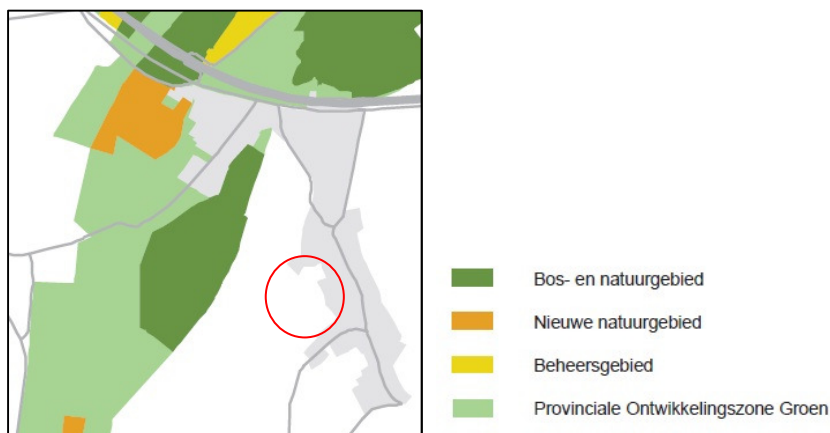 Bos- en natuurgebied
Nieuwe natuurgebied
Beheersgebied
Provinciale Ontwikkelingszone Groen